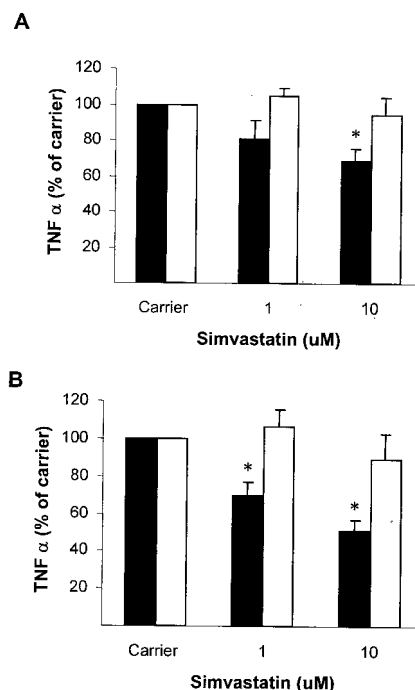 A
120
100
80
60
40
20
TNF α (% of carrier)
*
Carrier 1 10
Simvastatin (uM)
B
120
100
80
60
40
20
TNF α (% of carrier)
*
*
Carrier 1 10
Simvastatin (uM)